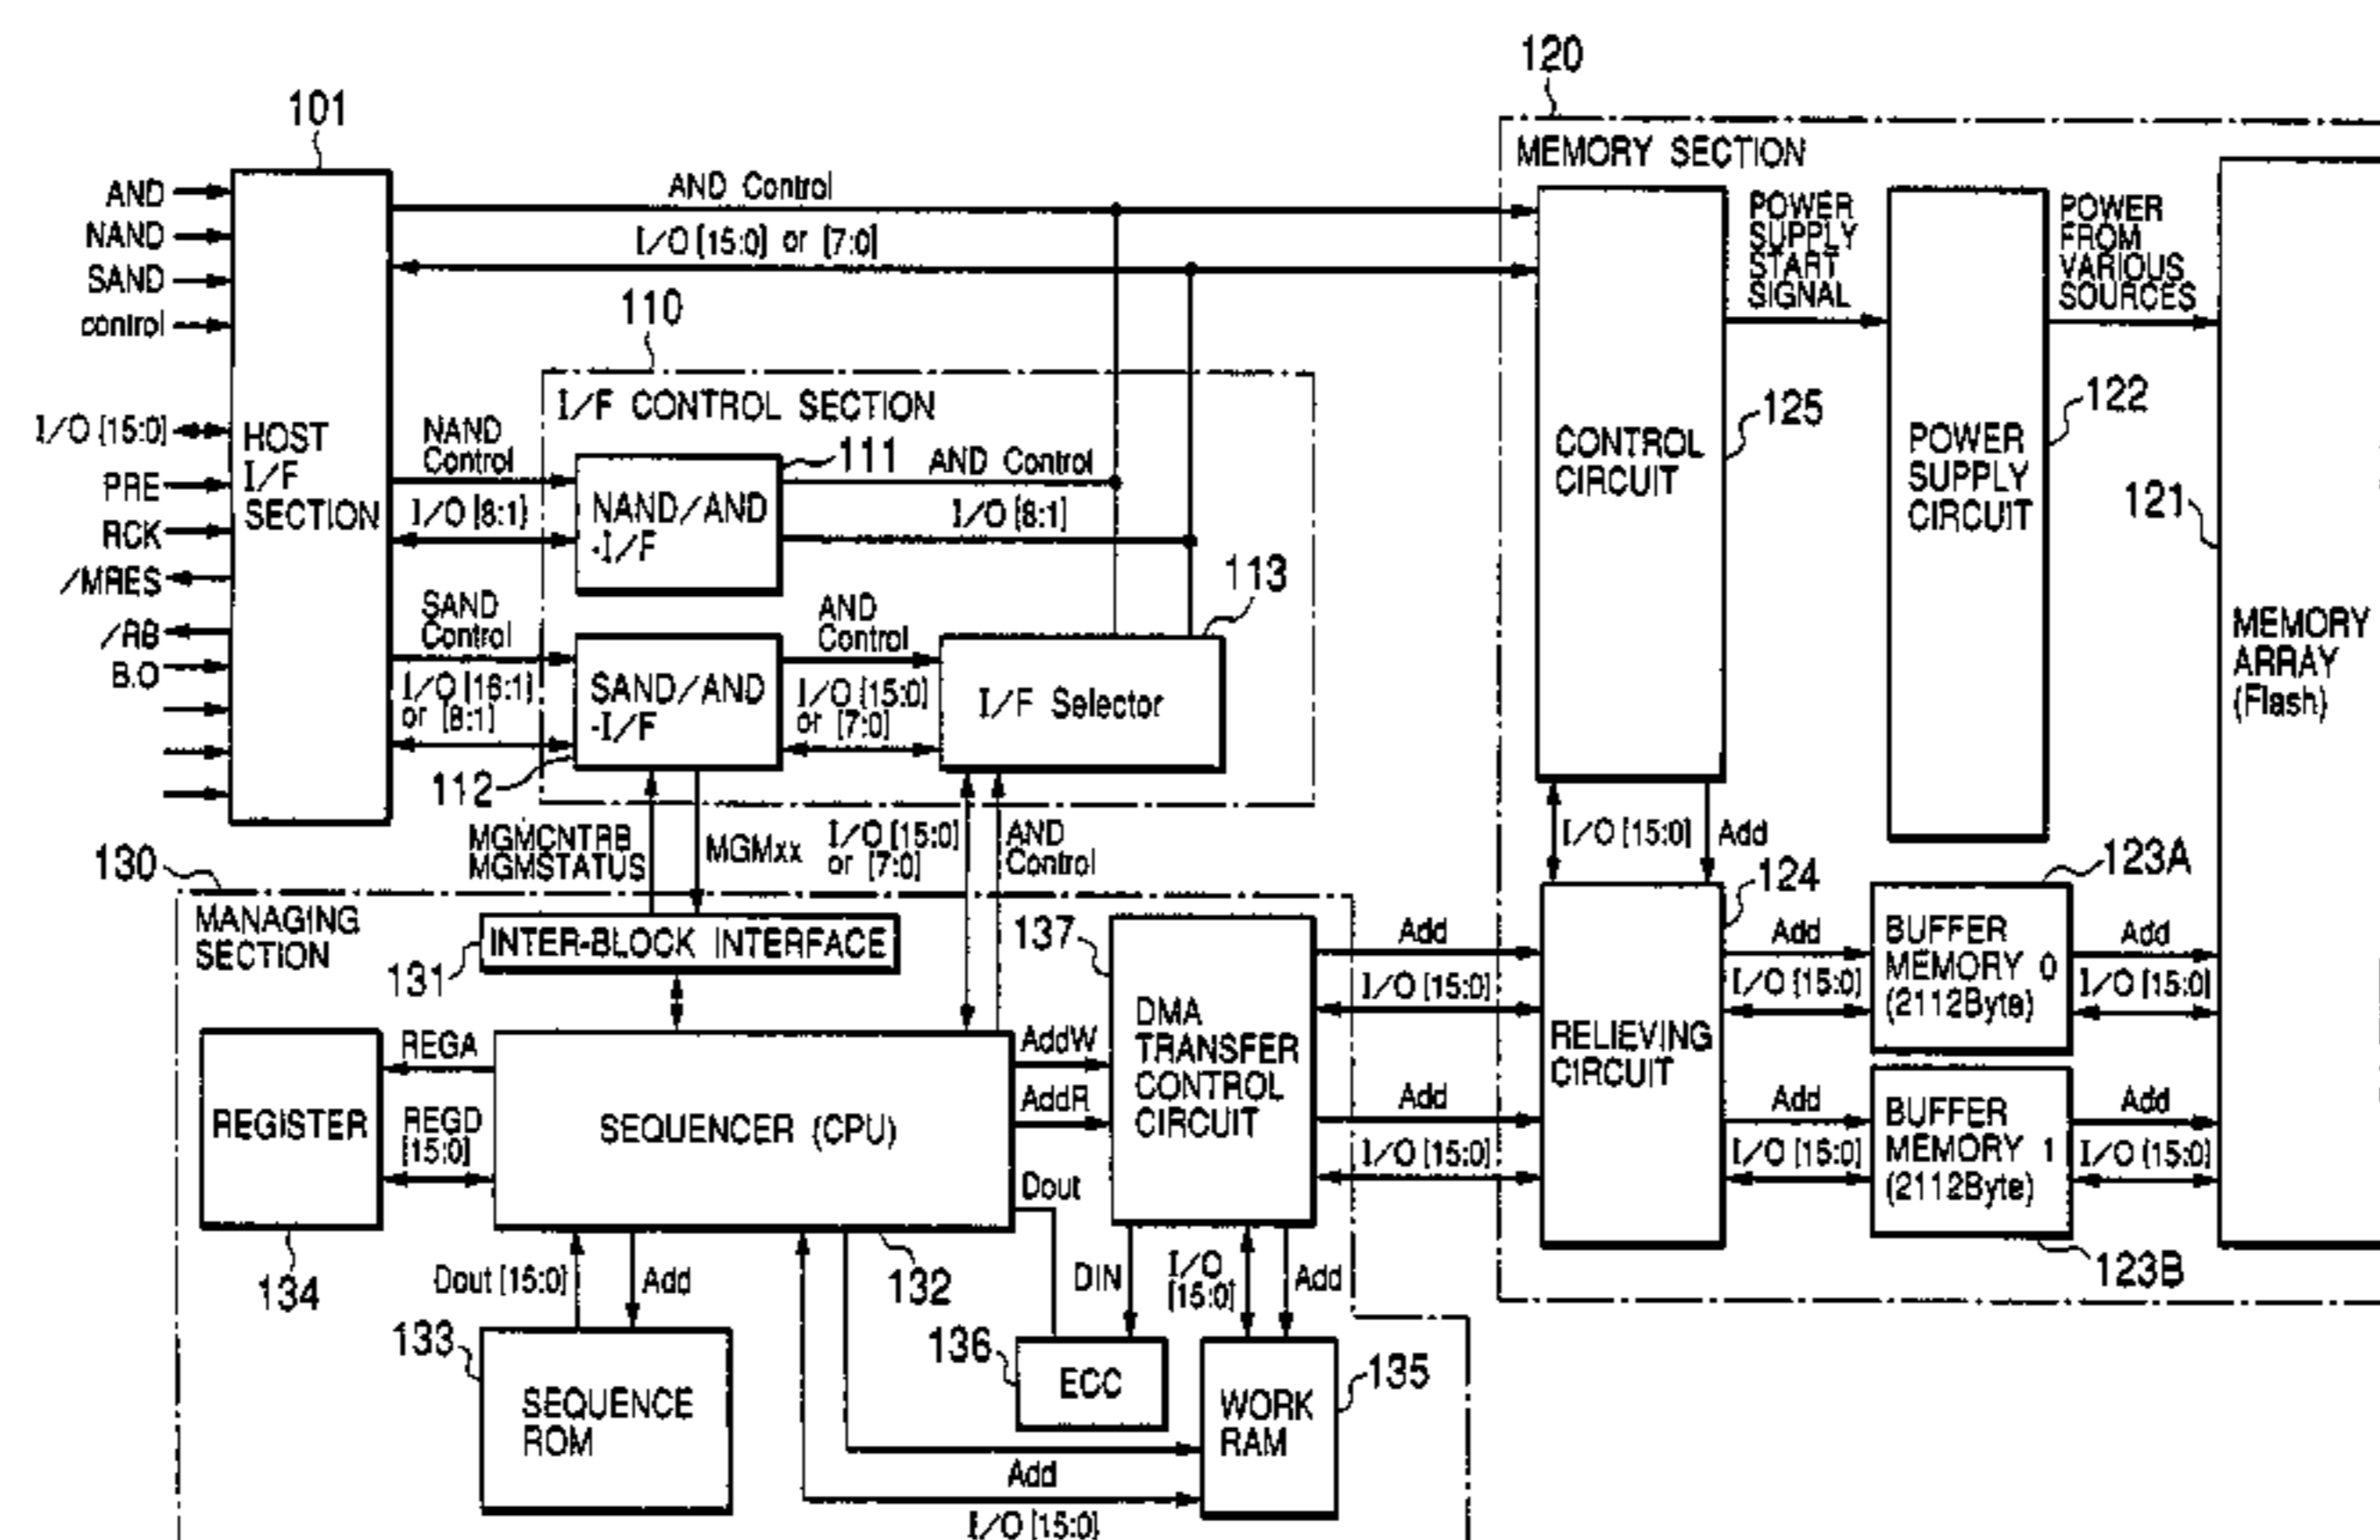 120
101
MEMORY SECTION
AND
NAND
SAND
control
AND Control
I/O [15:0] or [7:0]
POWER
SUPPLY
START
SIGNAL
POWER
FROM
VARIOUS
SOURCES
110
I/F CONTROL SECTION
I/O [15:0]
PRE
RCK
/MRES
/RB
B.O
HOST
I/F
SECTION
NAND
Control
I/O [8:1]
111
NAND/AND
-I/F
AND Control
I/O [8:1]
SAND
Control
I/O [16:1]
or [8:1]
112
SAND/AND
-I/F
AND
Control
I/O [15:0]
or [7:0]
113
I/F Selector
CONTROL
CIRCUIT
125
POWER
SUPPLY
CIRCUIT
122
121
MEMORY
ARRAY
(Flash)
MGMCNTRB
MGMSTATUS
MGMxx
I/O [15:0]
or [7:0]
AND
Control
I/O [15:0]
Add
130
MANAGING
SECTION
131
INTER-BLOCK INTERFACE
137
DMA
TRANSFER
CONTROL
CIRCUIT
Add
I/O [15:0]
Add
I/O [15:0]
124
RELIEVING
CIRCUIT
Add
I/O [15:0]
Add
I/O [15:0]
123A
BUFFER
MEMORY 0
(2112Byte)
Add
I/O [15:0]
BUFFER
MEMORY 1
(2112Byte)
Add
I/O [15:0]
123B
REGISTER
134
REGA
REGD
[15:0]
SEQUENCER (CPU)
132
AddW
AddR
Dout
Dout [15:0]
Add
133
SEQUENCE
ROM
DIN
I/O
[15:0]
Add
136
ECC
135
WORK
RAM
Add
I/O [15:0]